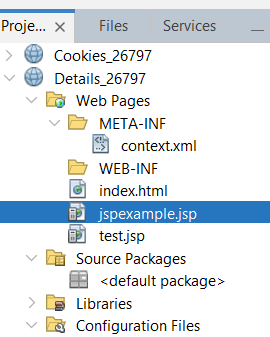 Proje... × Files Services
Cookies_26797
Details_26797
Web Pages
META-INF
context.xml
WEB-INF
index.html
jspexample.jsp
test.jsp
Source Packages
<default package>
Libraries
Configuration Files